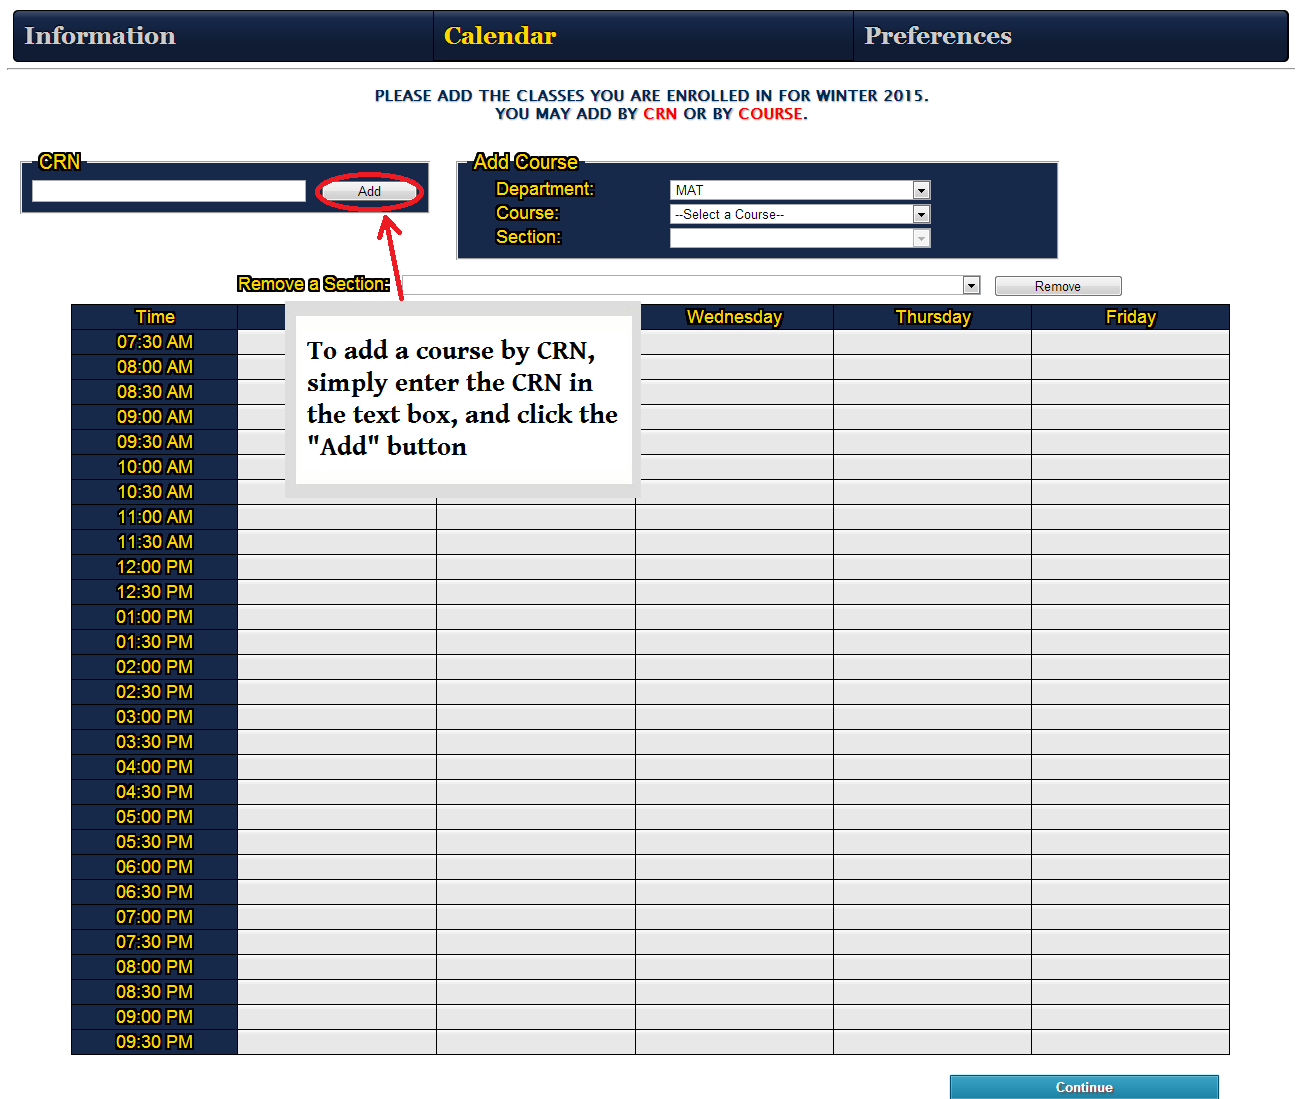 Information Calendar Preferences
PLEASE ADD THE CLASSES YOU ARE ENROLLED IN FOR WINTER 2015.
YOU MAY ADD BY CRN OR BY COURSE.
CRN
Add
Add Course
Department: MAT
Course: --Select a Course--
Section:
Remove a Section: Remove
Time Wednesday Thursday Friday
To add a course by CRN,
simply enter the CRN in
the text box, and click the
"Add" button
07:30 AM
08:00 AM
08:30 AM
09:00 AM
09:30 AM
10:00 AM
10:30 AM
11:00 AM
11:30 AM
12:00 PM
12:30 PM
01:00 PM
01:30 PM
02:00 PM
02:30 PM
03:00 PM
03:30 PM
04:00 PM
04:30 PM
05:00 PM
05:30 PM
06:00 PM
06:30 PM
07:00 PM
07:30 PM
08:00 PM
08:30 PM
09:00 PM
09:30 PM
Continue